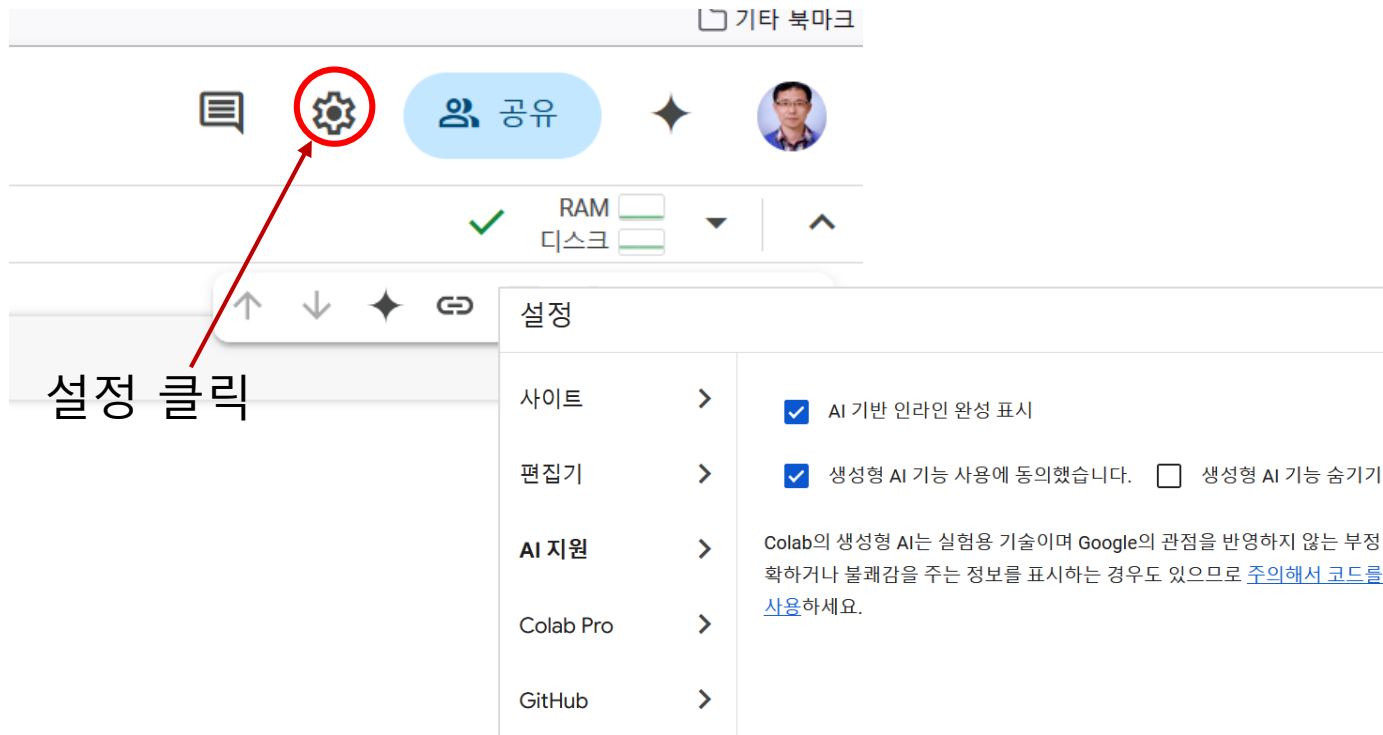 기타 북마크
공유
RAM
디스크
설정 클릭
설정
사이트
편집기
AI 지원
Colab Pro
GitHub
AI 기반 인라인 완성 표시
생성형 AI 기능 사용에 동의했습니다. 생성형 AI 기능 숨기기
Colab의 생성형 AI는 실험용 기술이며 Google의 관점을 반영하지 않는 부정
확하거나 불쾌감을 주는 정보를 표시하는 경우도 있으므로 주의해서 코드를
사용하세요.